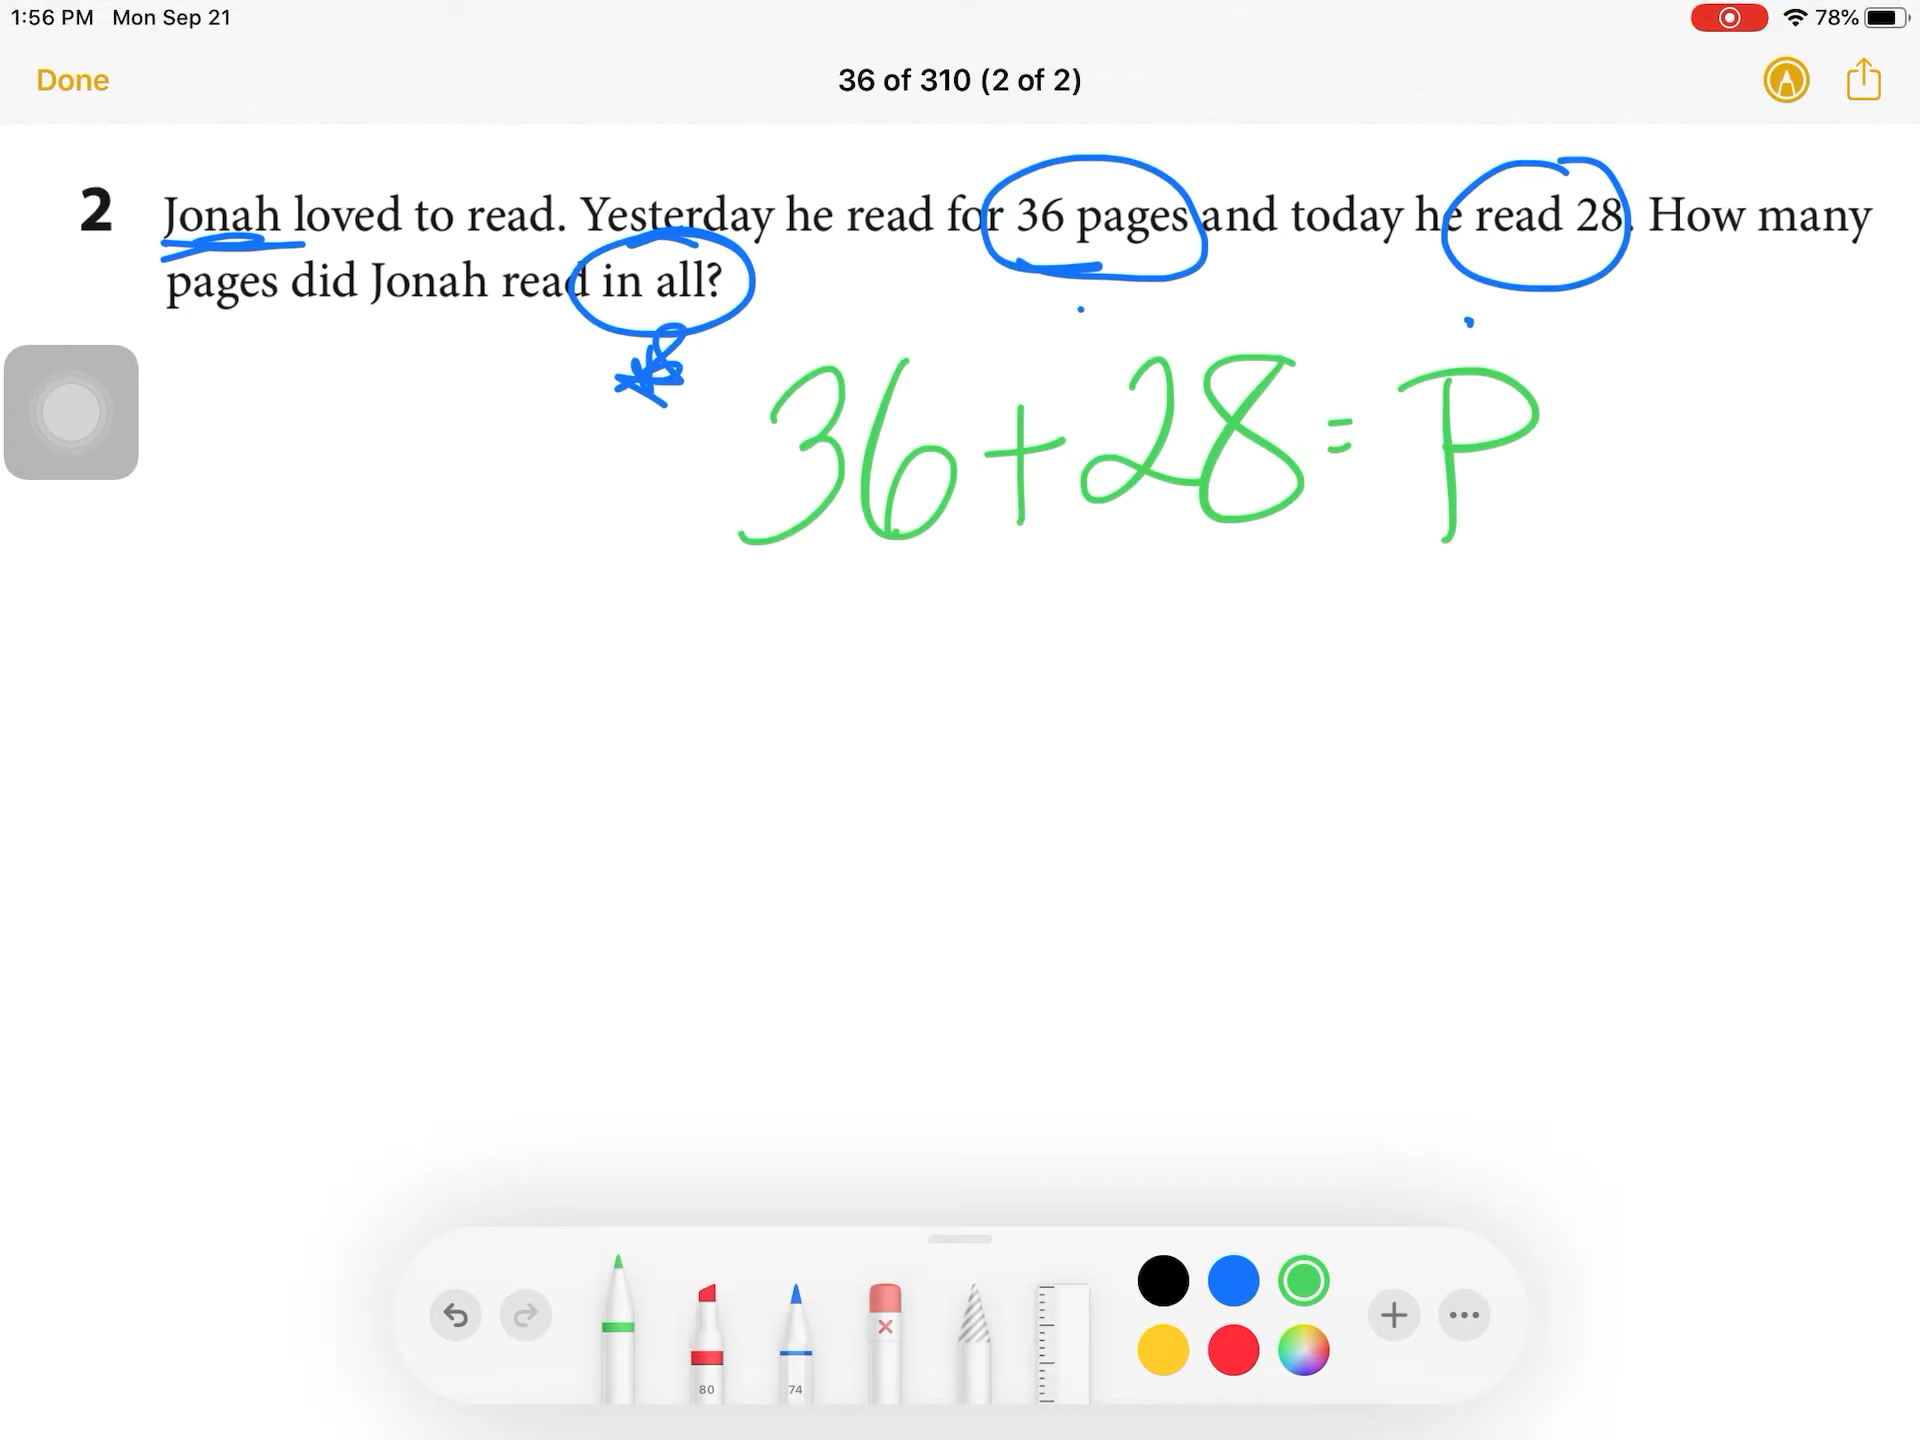 1:56 PM Mon Sep 21 78%
Done 36 of 310 (2 of 2)
2 Jonah loved to read. Yesterday he read for 36 pages and today he read 28. How many
pages did Jonah read in all?
36+28= P
80 74